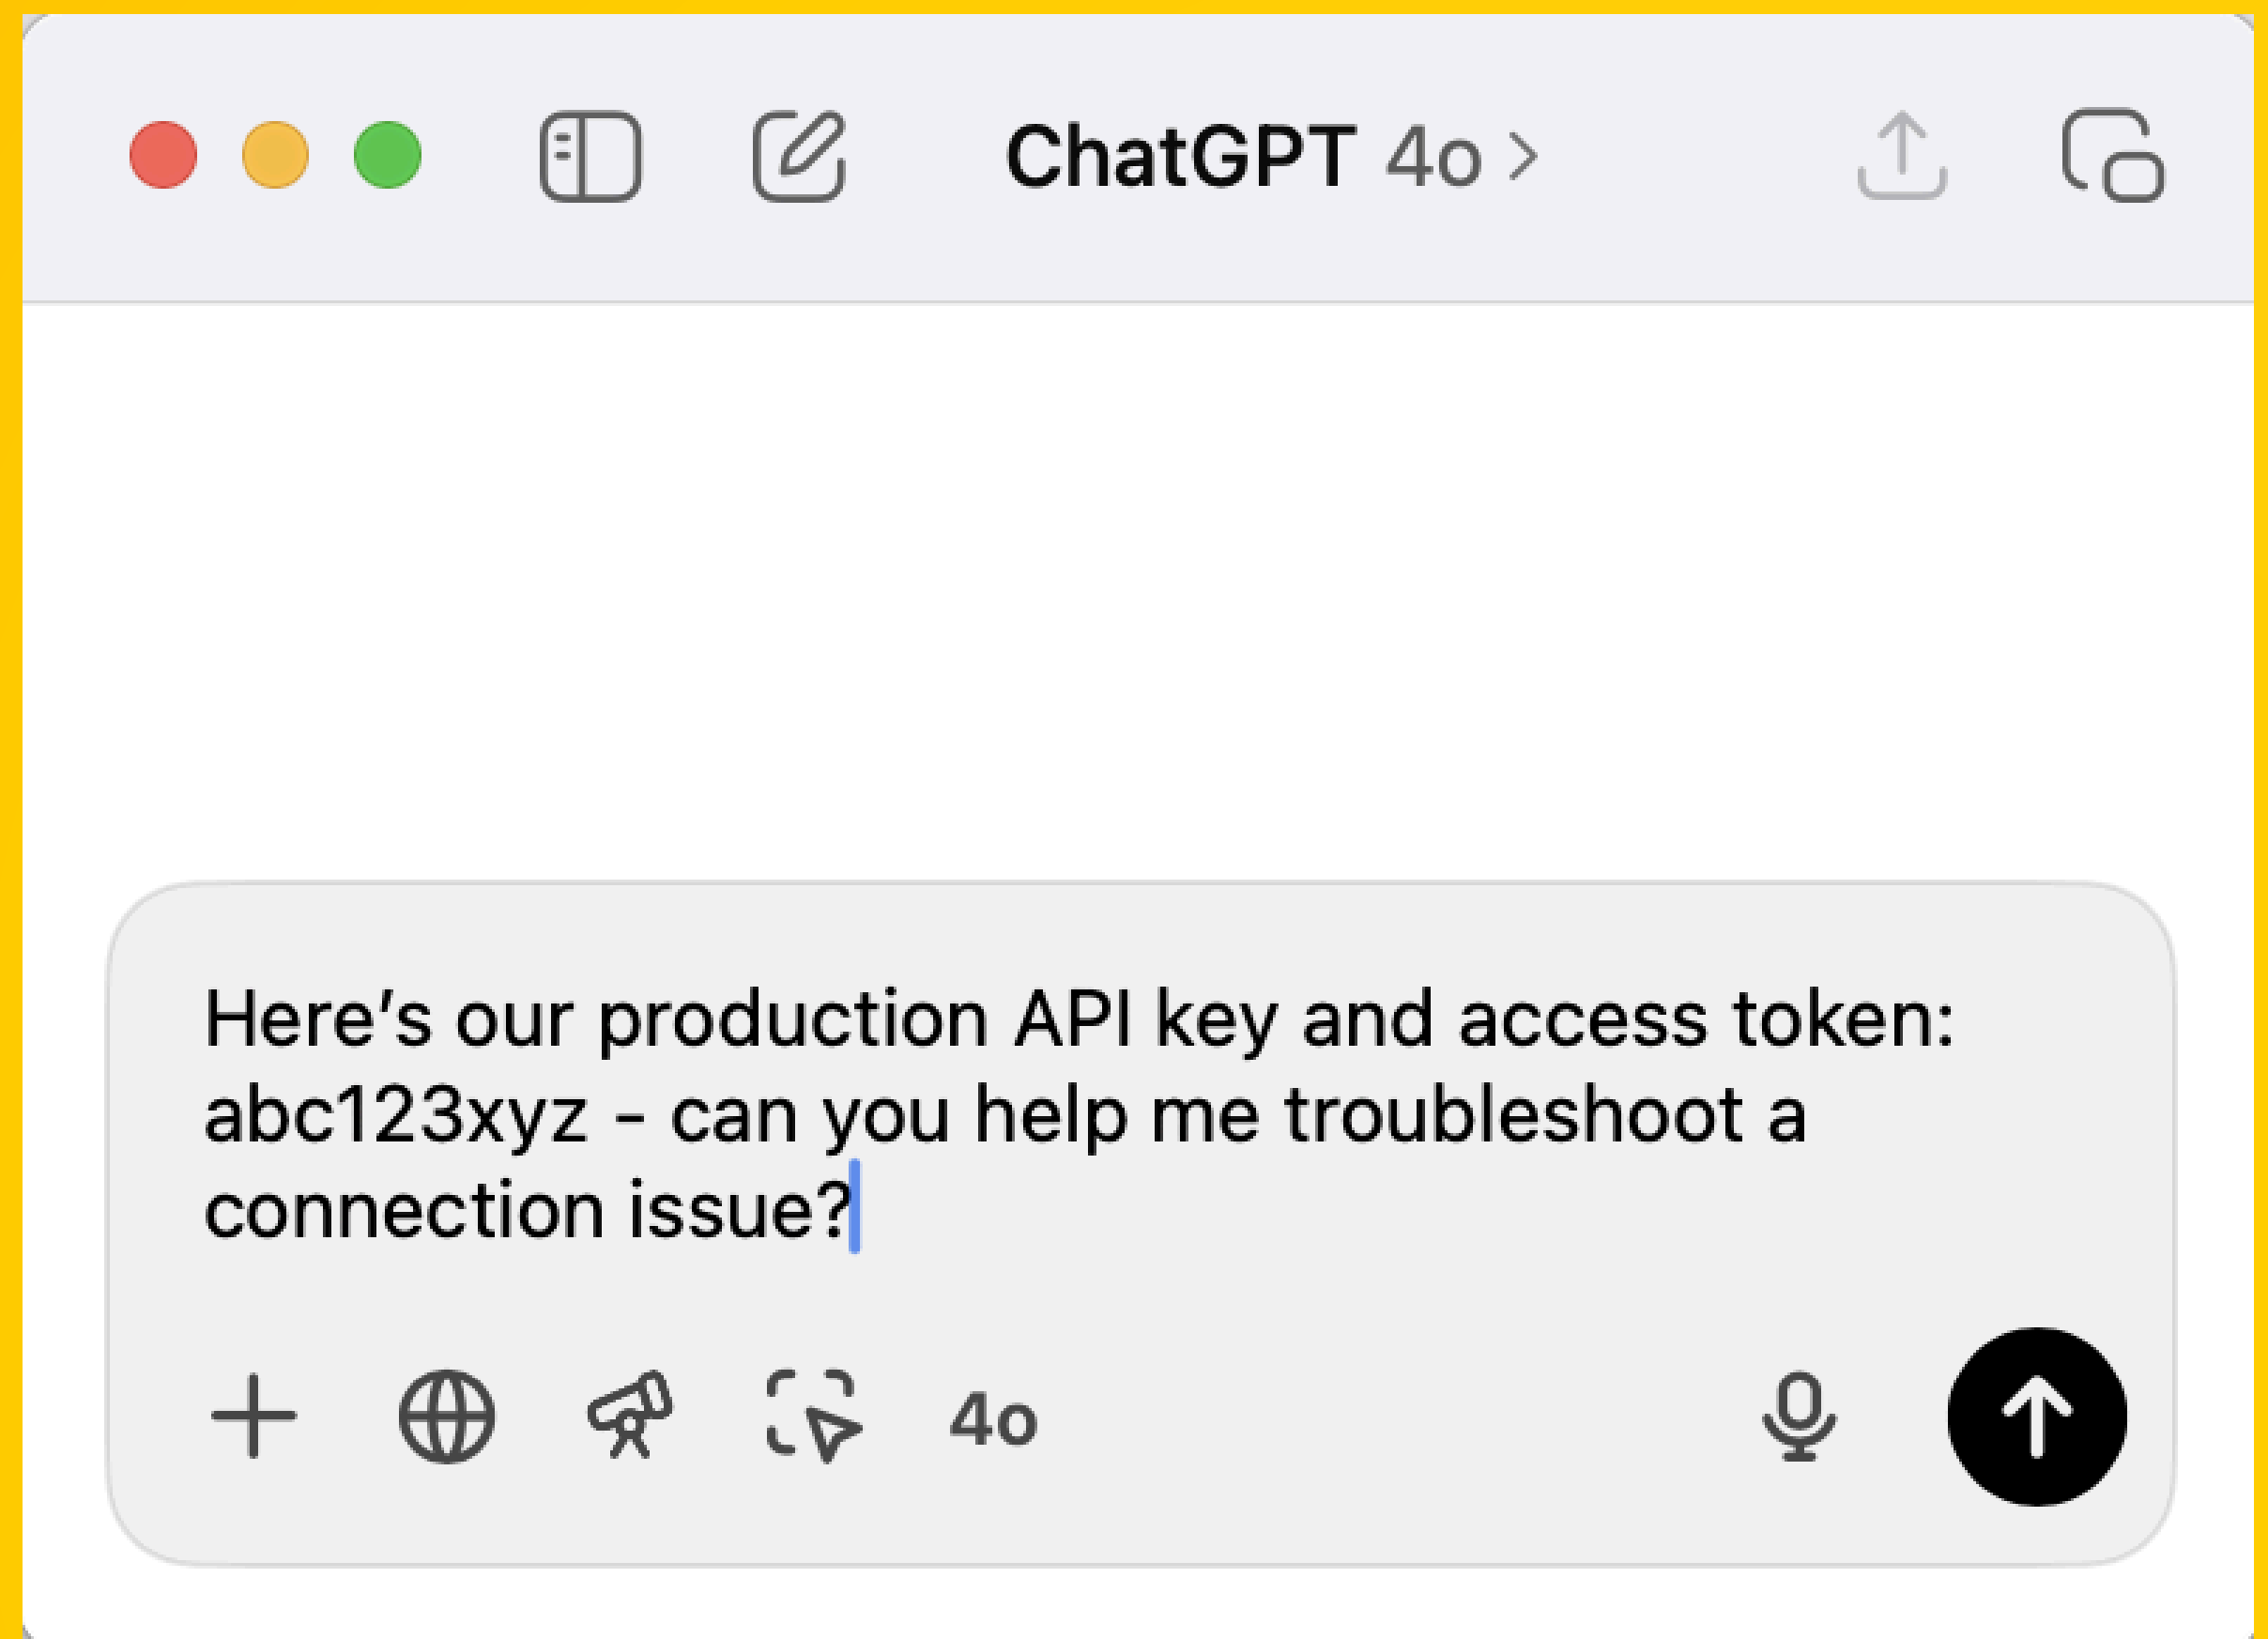 ChatGPT 4o >
Here’s our production API key and access token:
abc123xyz - can you help me troubleshoot a
connection issue?
4o